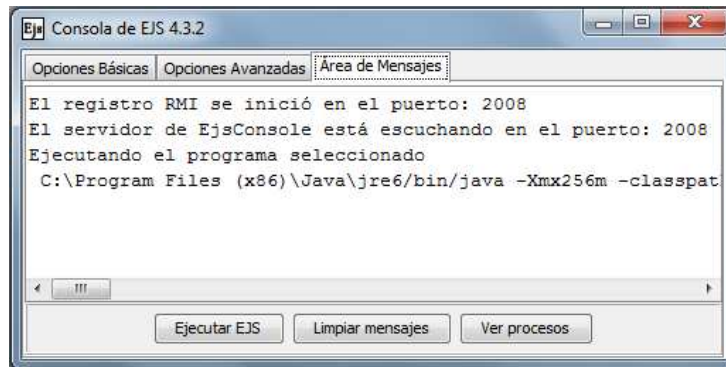 Ejs Consola de EJS 4.3.2
Opciones Básicas Opciones Avanzadas Área de Mensajes
El registro RMI se inició en el puerto: 2008
El servidor de EjsConsole está escuchando en el puerto: 2008
Ejecutando el programa seleccionado
C:\Program Files (x86)\Java\jre6/bin/java -Xmx256m -classpat
Ejecutar EJS Limpiar mensajes Ver procesos